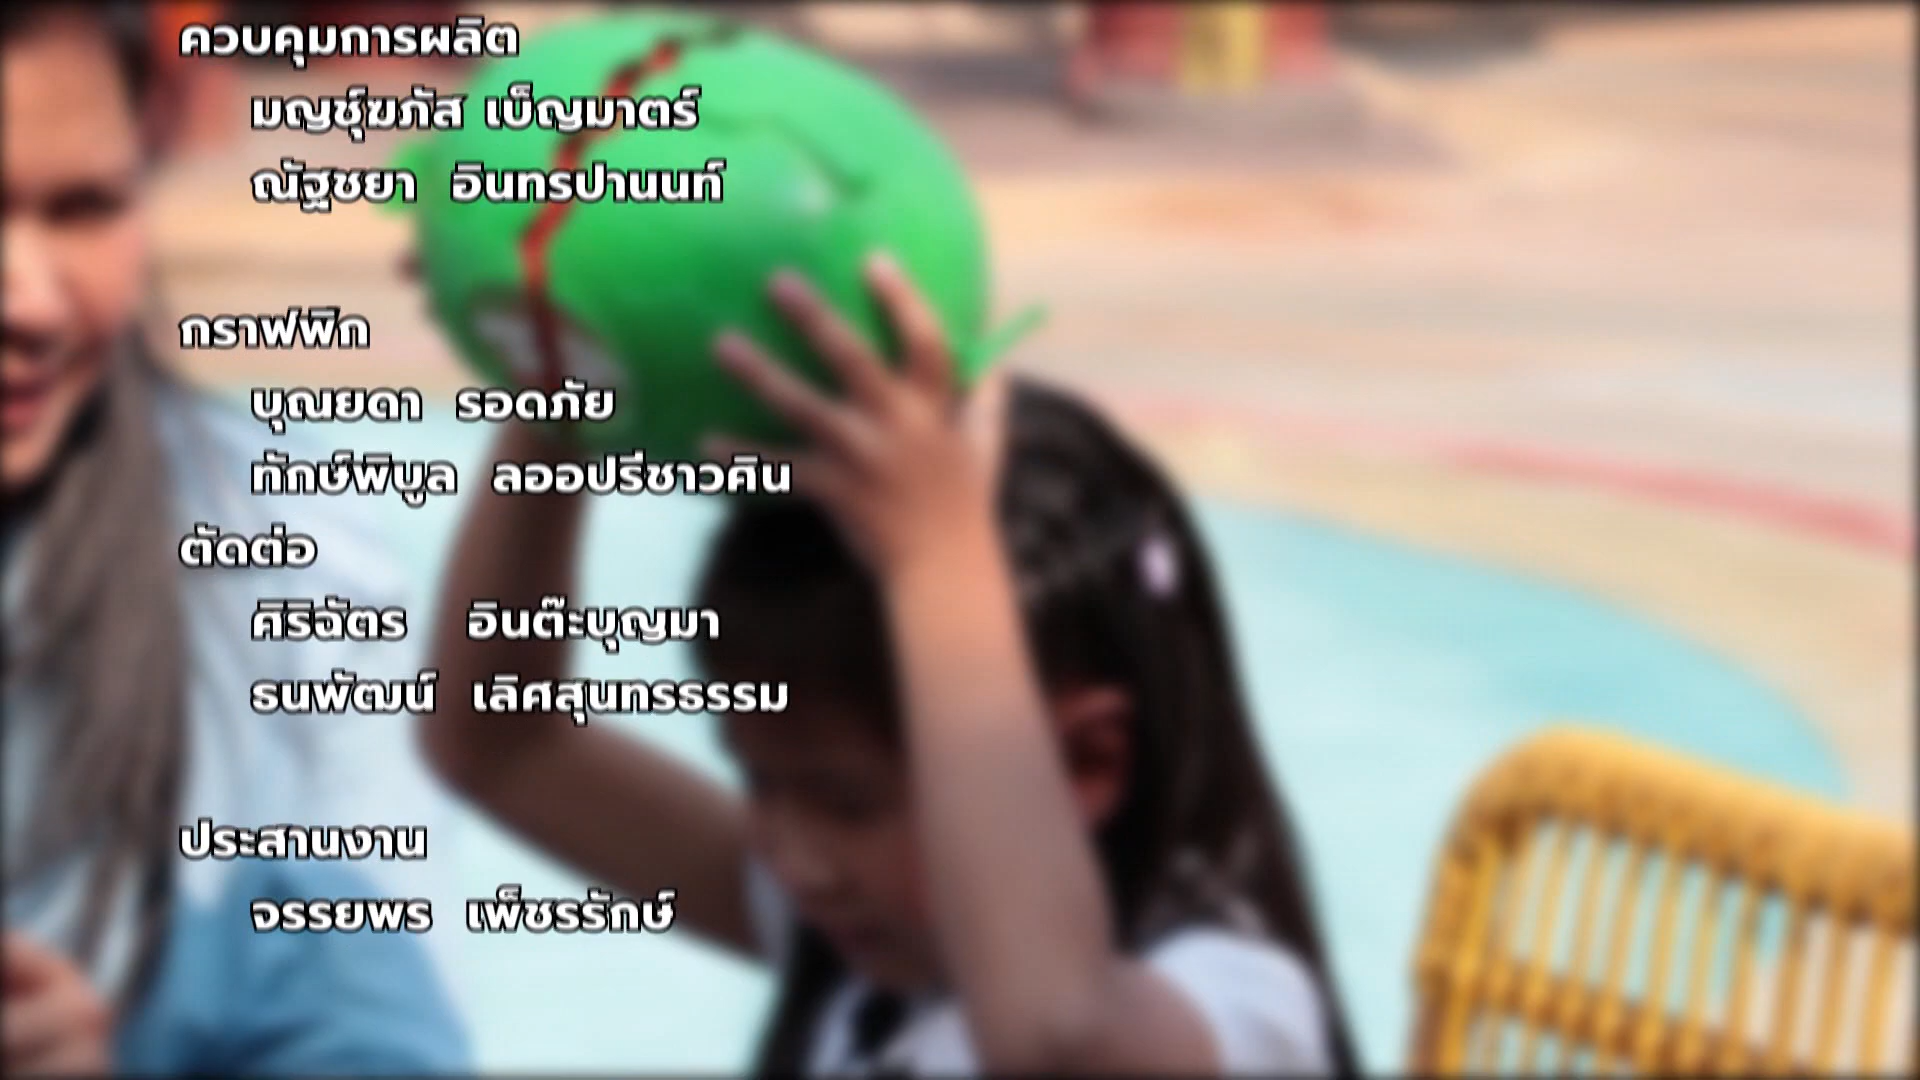 ควบคุมการผลิต
มญชุ์ฆภัส เบ็ญมาตร์
ณัฐชยา อินทรปานนท์
กราฟฟิก
บุณยดา รอดภัย
ทักษ์พิบูล ลออปรีชาวศิน
ตัดต่อ
ศิริฉัตร อินต๊ะบุญมา
ธนพัฒน์ เลิศสุนทรธรรม
ประสานงาน
จรรยพร เพ็ชรรักษ์